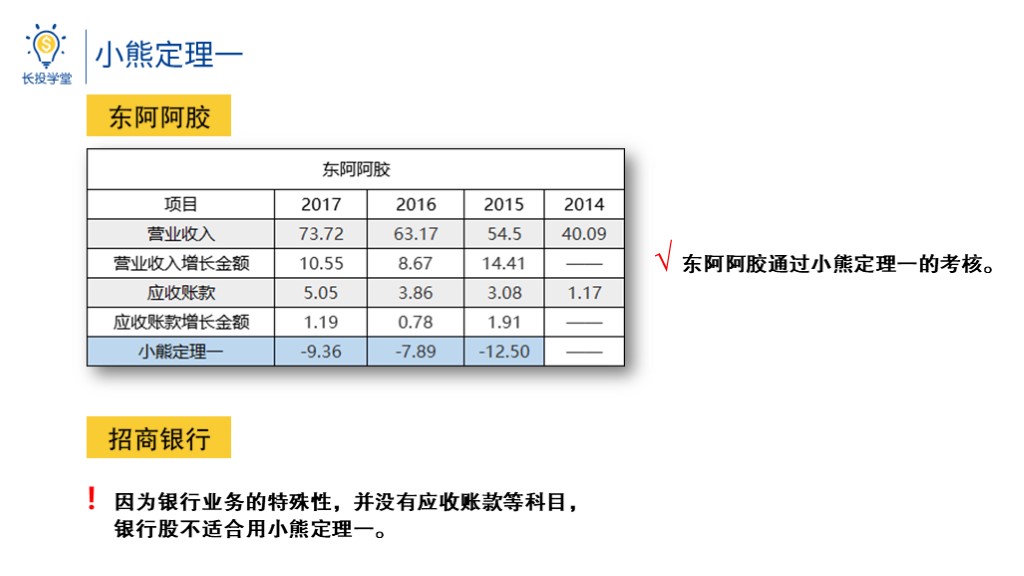 长投学堂
小熊定理一
东阿阿胶
东阿阿胶
项目 2017 2016 2015 2014
营业收入 73.72 63.17 54.5 40.09
营业收入增长金额 10.55 8.67 14.41 ——
应收账款 5.05 3.86 3.08 1.17
应收账款增长金额 1.19 0.78 1.91 ——
小熊定理一 -9.36 -7.89 -12.50 ——
√ 东阿阿胶通过小熊定理一的考核。
招商银行
! 因为银行业务的特殊性，并没有应收账款等科目，
银行股不适合用小熊定理一。